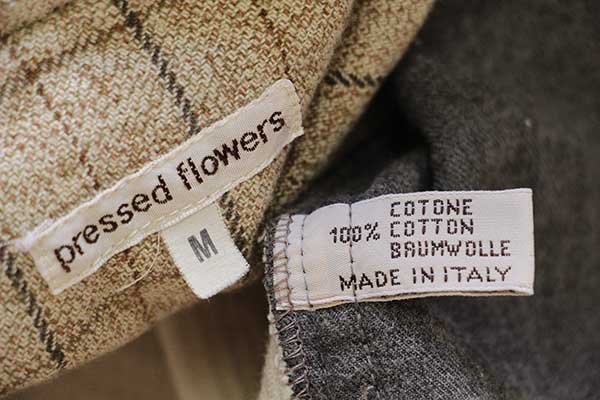 pressed flowers
M
COTONE
100% COTTON
BAUMWOLLE
MADE IN ITALY